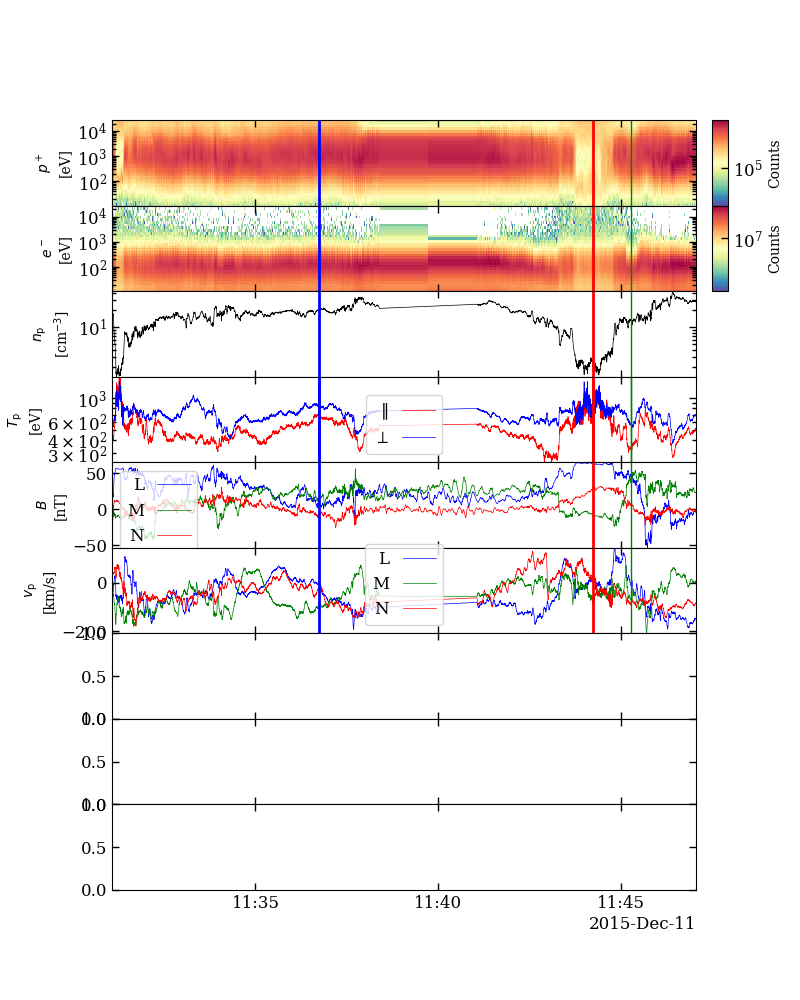 10⁴
10³
10²
p⁺
[eV]
10⁵
Counts
10⁴
10³
10²
e⁻
[eV]
10⁷
Counts
10¹
nₚ
[cm⁻³]
10³
6 × 10²
4 × 10²
3 × 10²
Tₚ
[eV]
∥
⊥
50
0
−50
B
[nT]
L
M
N
0
−200
vₚ
[km/s]
L
M
N
1.0
0.5
0.0
1.0
0.5
0.0
1.0
0.5
0.0
11:35
11:40
11:45
2015-Dec-11